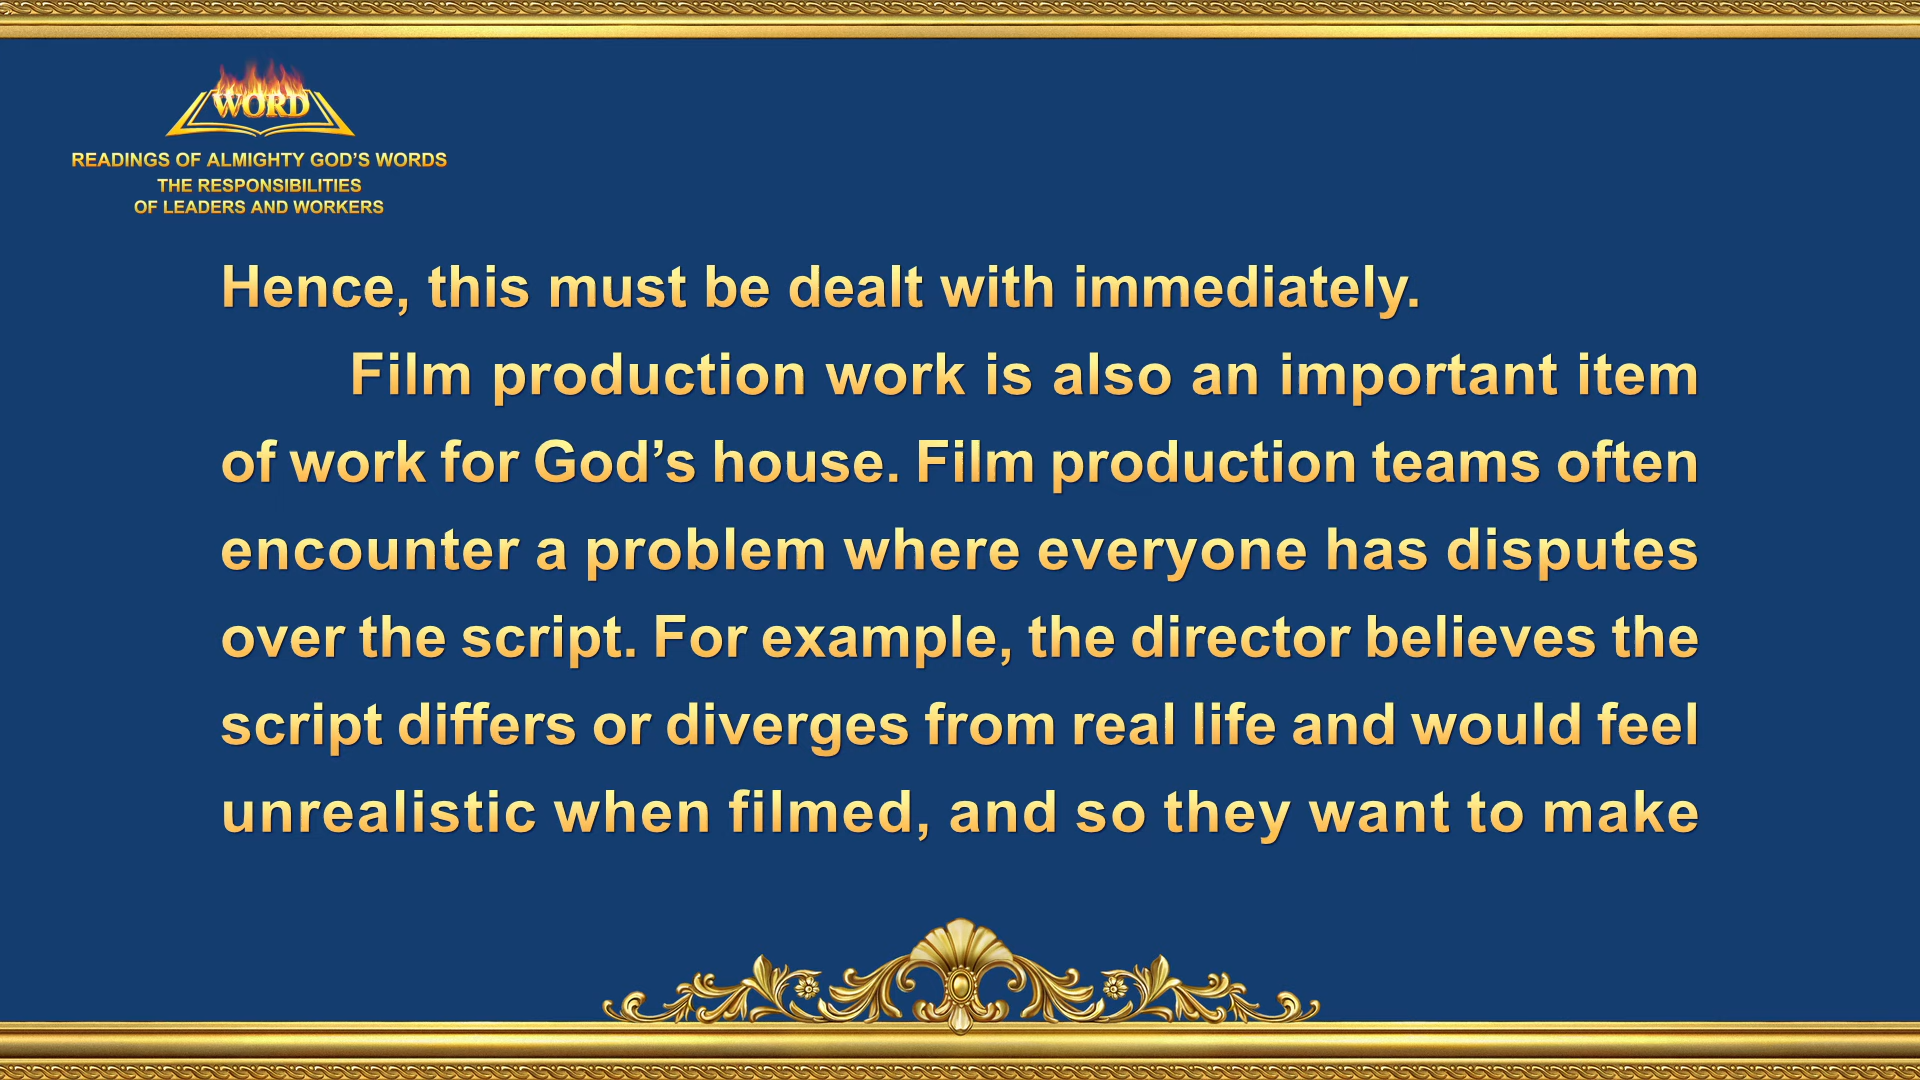 WORD
READINGS OF ALMIGHTY GOD’S WORDS
THE RESPONSIBILITIES
OF LEADERS AND WORKERS
Hence, this must be dealt with immediately.
Film production work is also an important item
of work for God’s house. Film production teams often
encounter a problem where everyone has disputes
over the script. For example, the director believes the
script differs or diverges from real life and would feel
unrealistic when filmed, and so they want to make